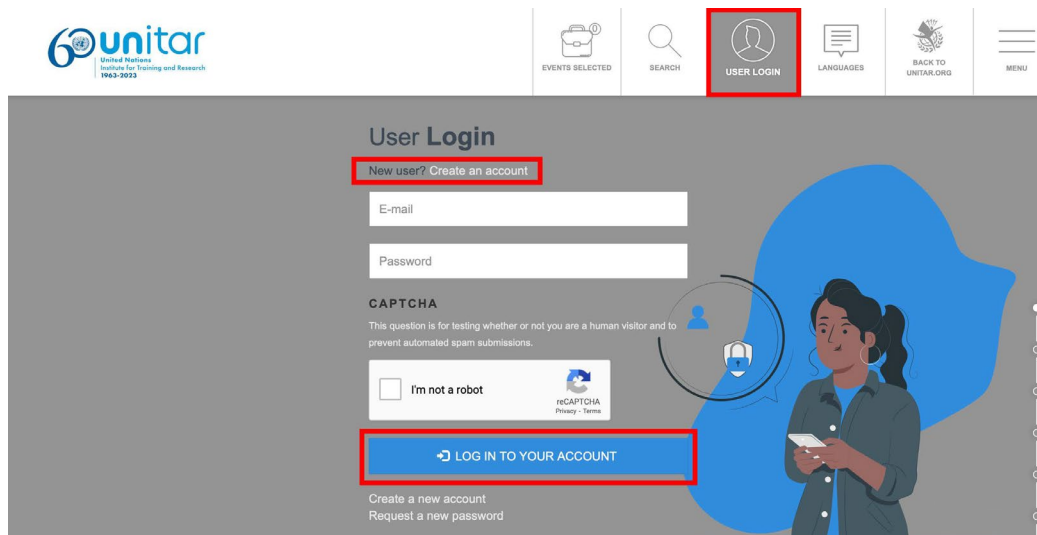 60 unitar
United Nations
Institute for Training and Research
1963-2023
0
EVENTS SELECTED
SEARCH
USER LOGIN
LANGUAGES
BACK TO
UNITAR.ORG
MENU
User Login
New user? Create an account
E-mail
Password
CAPTCHA
This question is for testing whether or not you are a human visitor and to
prevent automated spam submissions.
I'm not a robot
reCAPTCHA
Privacy - Terms
LOG IN TO YOUR ACCOUNT
Create a new account
Request a new password